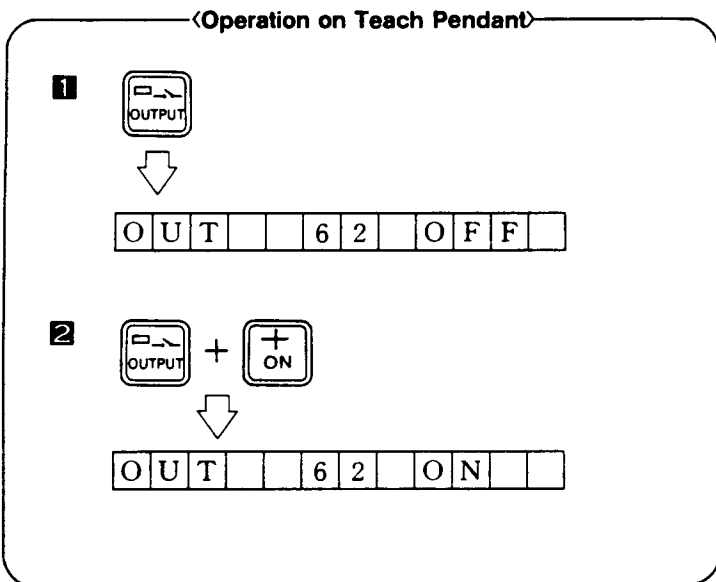 〈Operation on Teach Pendant〉
1
OUTPUT
OUT 62 OFF
2
OUTPUT + + ON
OUT 62 ON